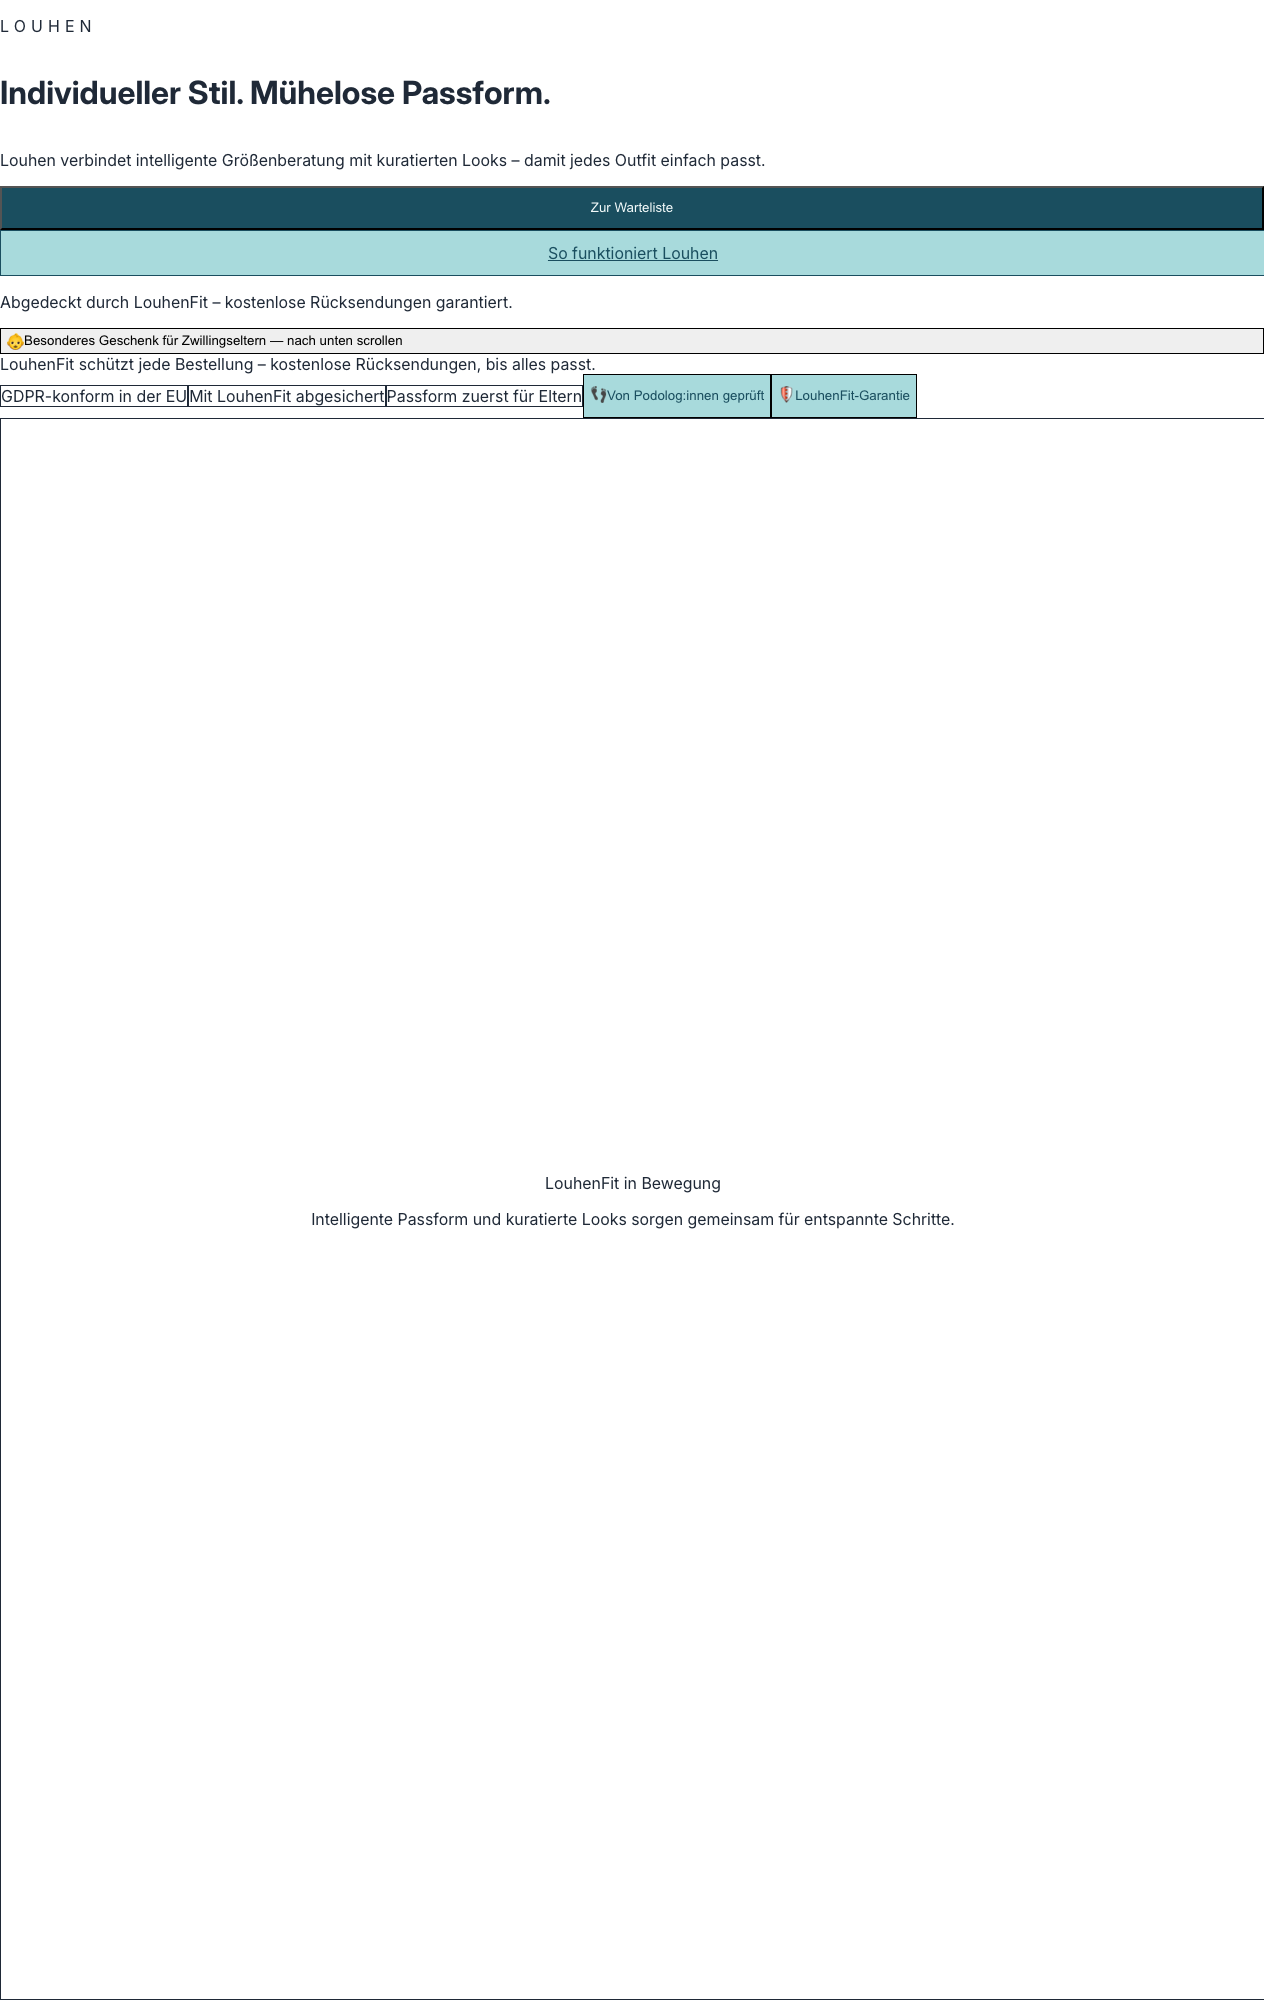 LOUHEN
Individueller Stil. Mühelose Passform.
Louhen verbindet intelligente Größenberatung mit kuratierten Looks – damit jedes Outfit einfach passt.
Zur Warteliste
So funktioniert Louhen
Abgedeckt durch LouhenFit – kostenlose Rücksendungen garantiert.
👶Besonderes Geschenk für Zwillingseltern — nach unten scrollen
LouhenFit schützt jede Bestellung – kostenlose Rücksendungen, bis alles passt.
GDPR-konform in der EU Mit LouhenFit abgesichert Passform zuerst für Eltern 👣Von Podolog:innen geprüft 🛡️LouhenFit-Garantie
LouhenFit in Bewegung
Intelligente Passform und kuratierte Looks sorgen gemeinsam für entspannte Schritte.